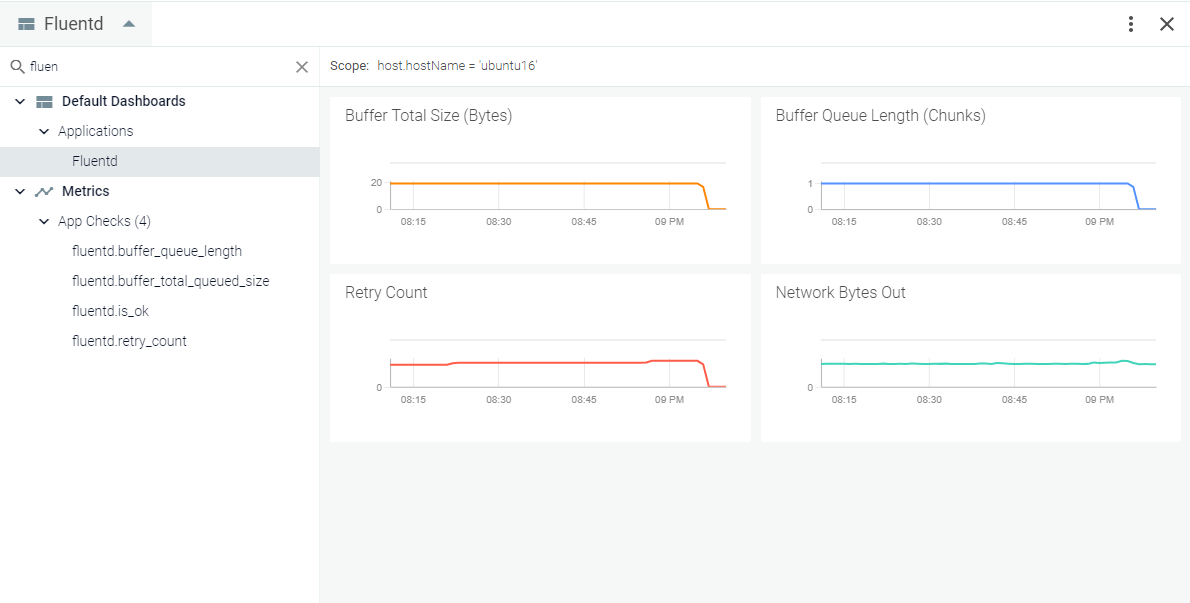 Fluentd
fluen
Scope: host.hostName = 'ubuntu16'
Default Dashboards
Applications
Fluentd
Metrics
App Checks (4)
fluentd.buffer_queue_length
fluentd.buffer_total_queued_size
fluentd.is_ok
fluentd.retry_count
Buffer Total Size (Bytes)
20
0
08:15 08:30 08:45 09 PM
Buffer Queue Length (Chunks)
1
0
08:15 08:30 08:45 09 PM
Retry Count
0
08:15 08:30 08:45 09 PM
Network Bytes Out
0
08:15 08:30 08:45 09 PM